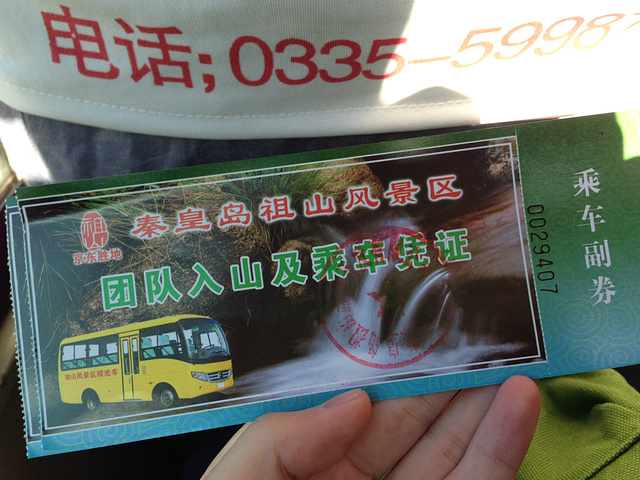 电话;0335-5998
秦皇岛祖山风景区
京东胜地
团队入山及乘车凭证
祖山风景区观光车
0029407
乘车副券